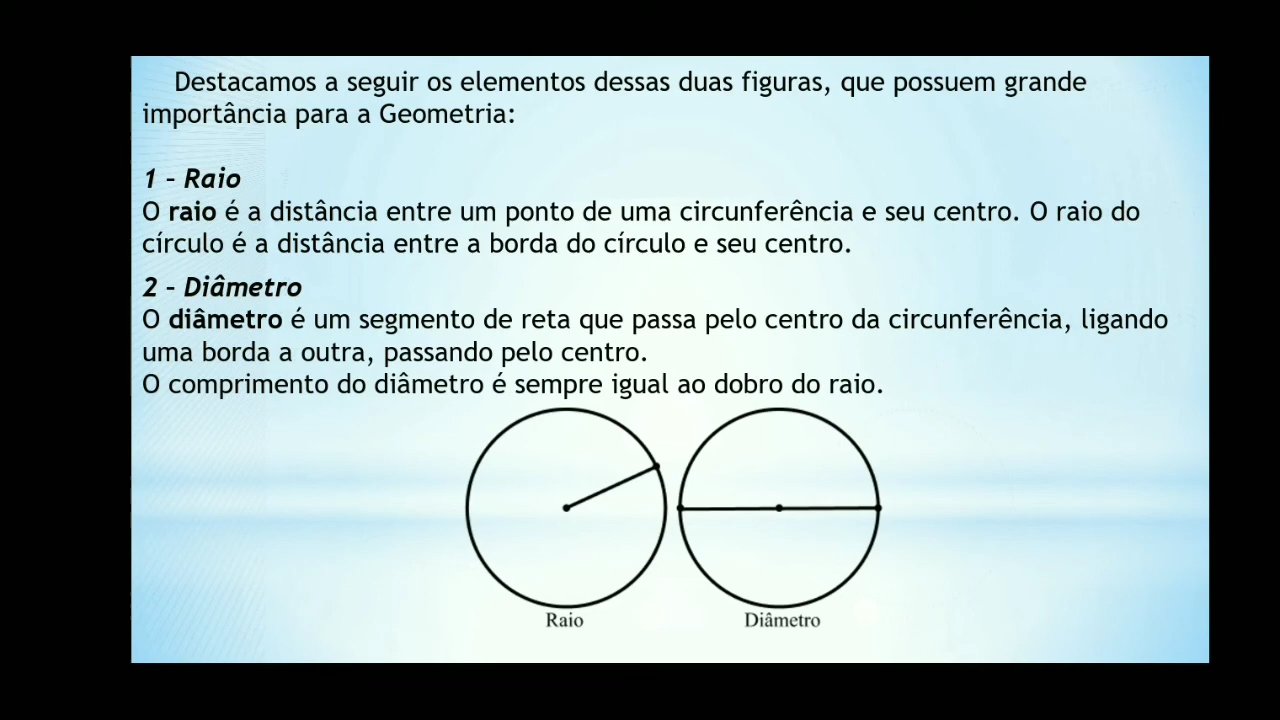 Destacamos a seguir os elementos dessas duas figuras, que possuem grande
importância para a Geometria:
1 – Raio
O raio é a distância entre um ponto de uma circunferência e seu centro. O raio do
círculo é a distância entre a borda do círculo e seu centro.
2 – Diâmetro
O diâmetro é um segmento de reta que passa pelo centro da circunferência, ligando
uma borda a outra, passando pelo centro.
O comprimento do diâmetro é sempre igual ao dobro do raio.
Raio
Diâmetro